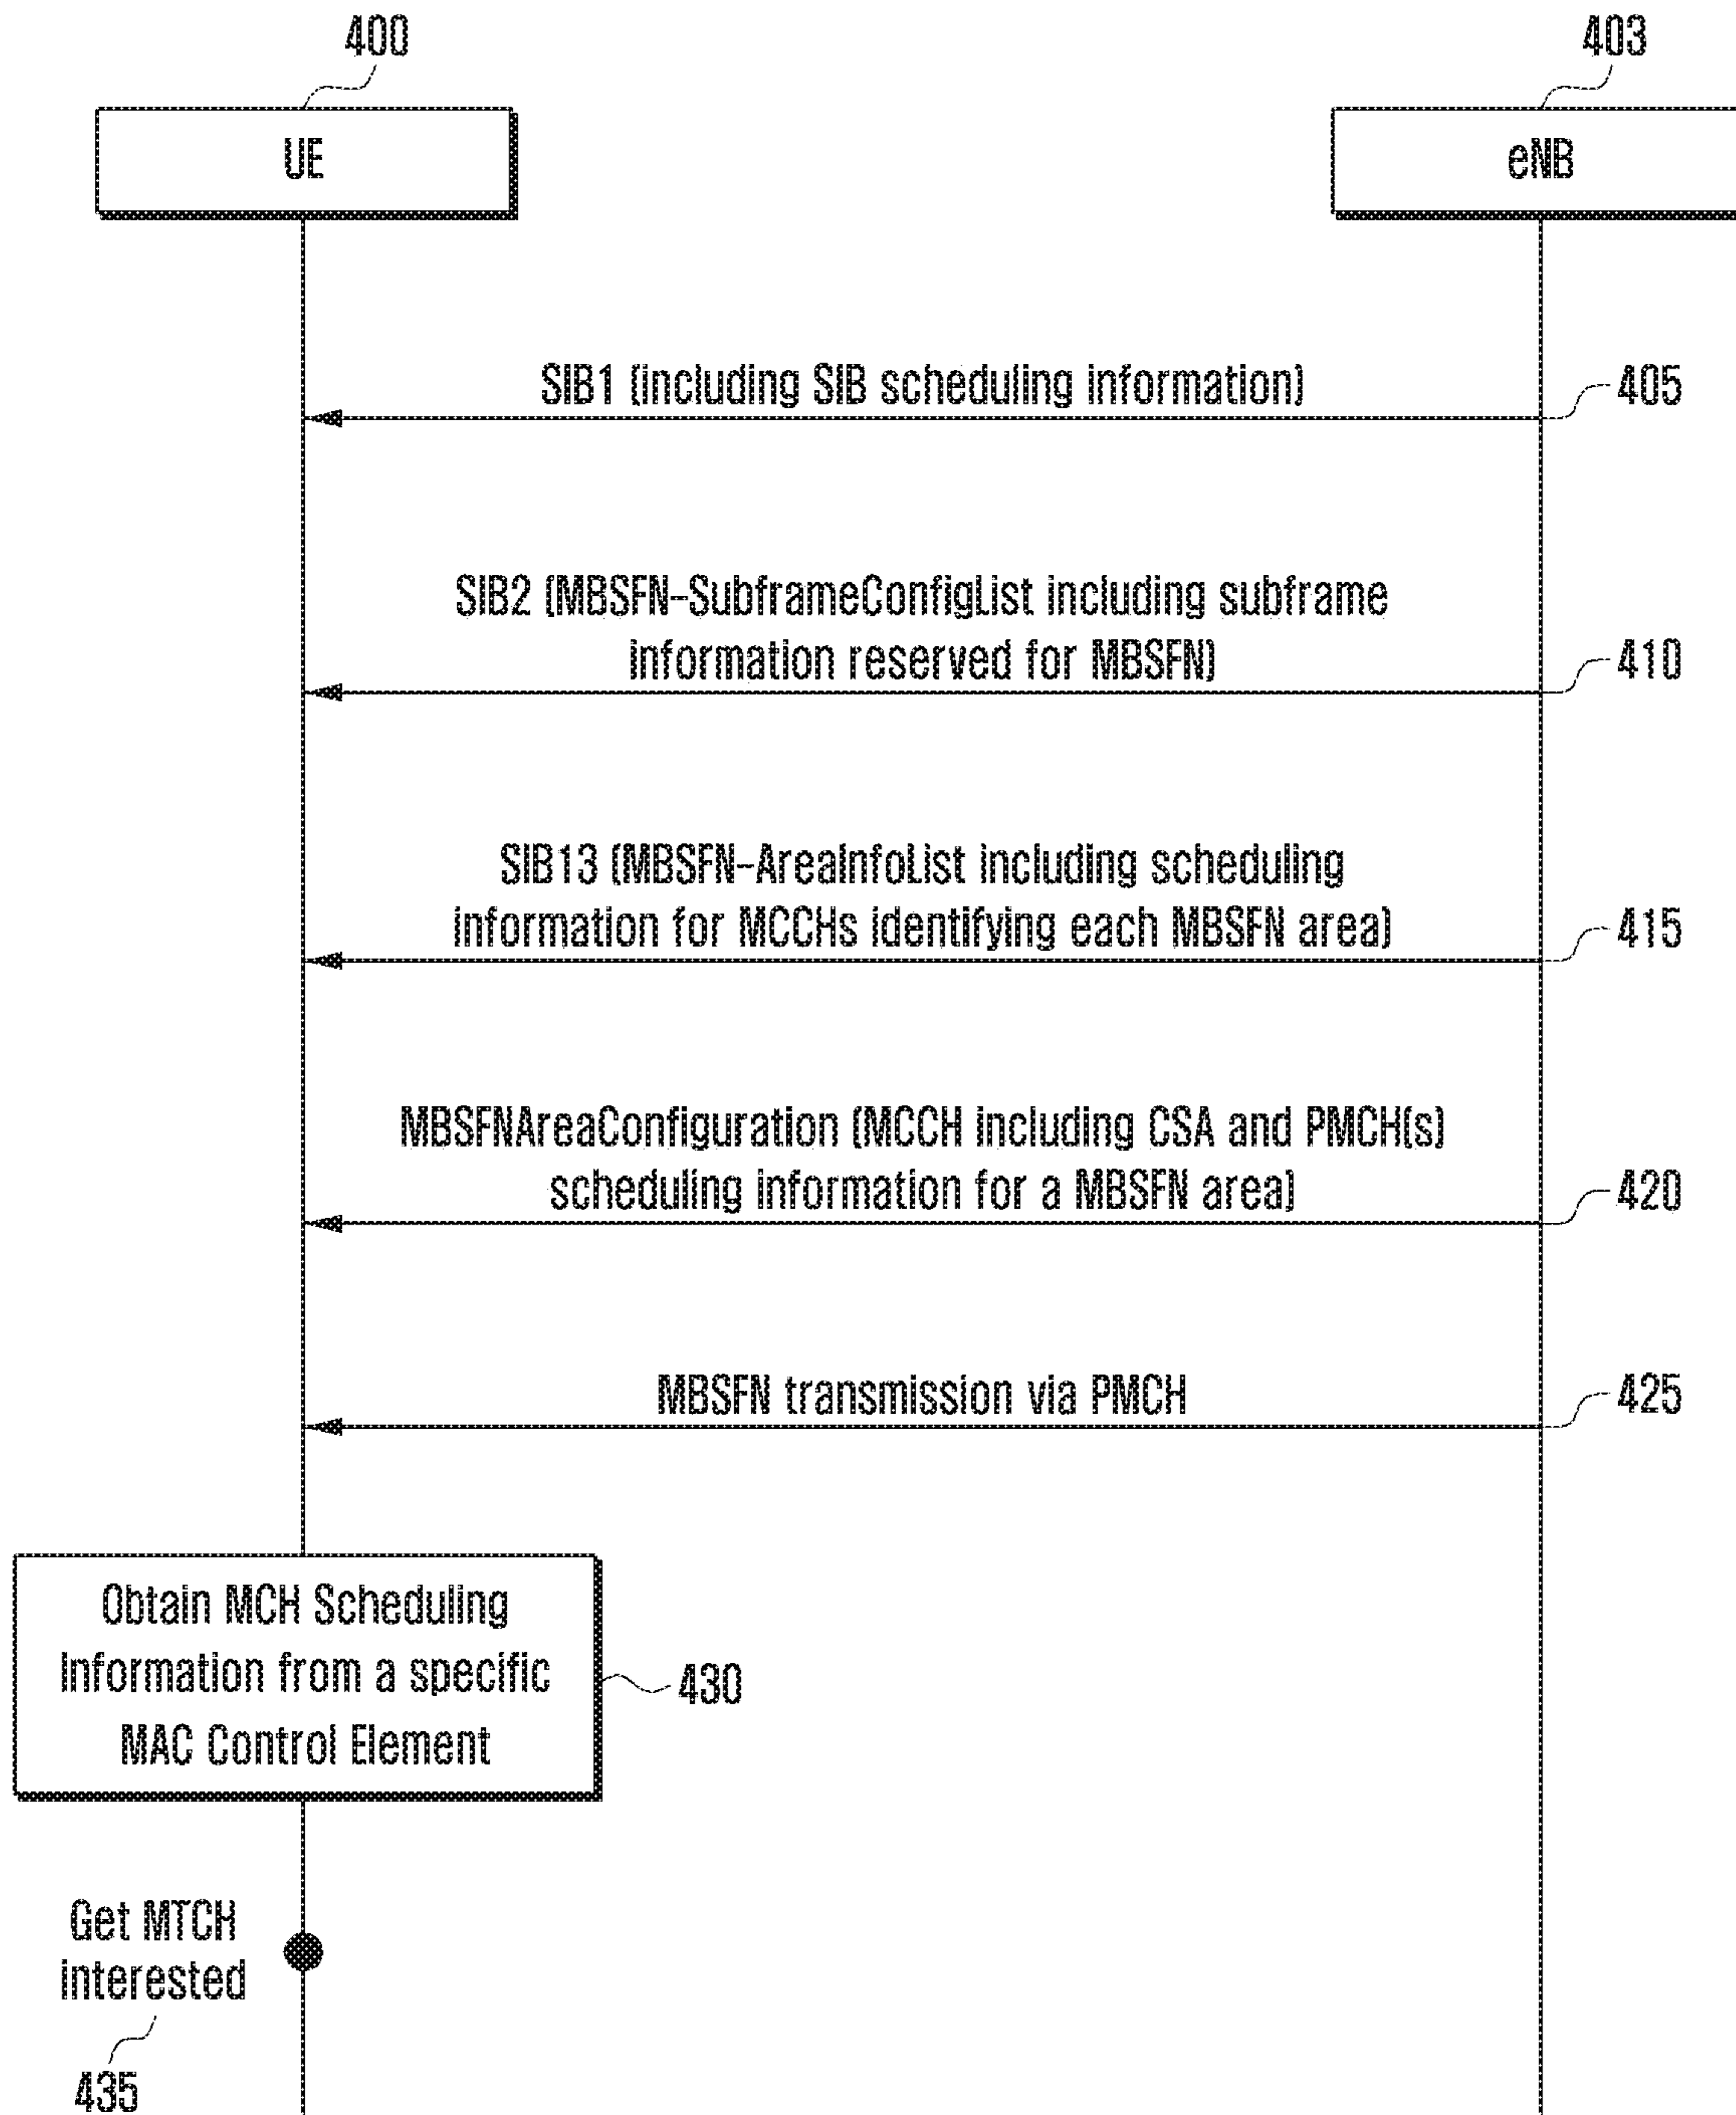 400
403
UE
eNB
SIB1 (including SIB scheduling information)
405
SIB2 (MBSFN-SubframeConfigList including subframe
information reserved for MBSFN)
410
SIB13 (MBSFN-AreaInfoList including scheduling
information for MCCHs identifying each MBSFN area)
415
MBSFNAreaConfiguration (MCCH including CSA and PMCH(s)
scheduling information for a MBSFN area)
420
MBSFN transmission via PMCH
425
Obtain MCH Scheduling
Information from a specific
MAC Control Element
430
Get MTCH
interested
435